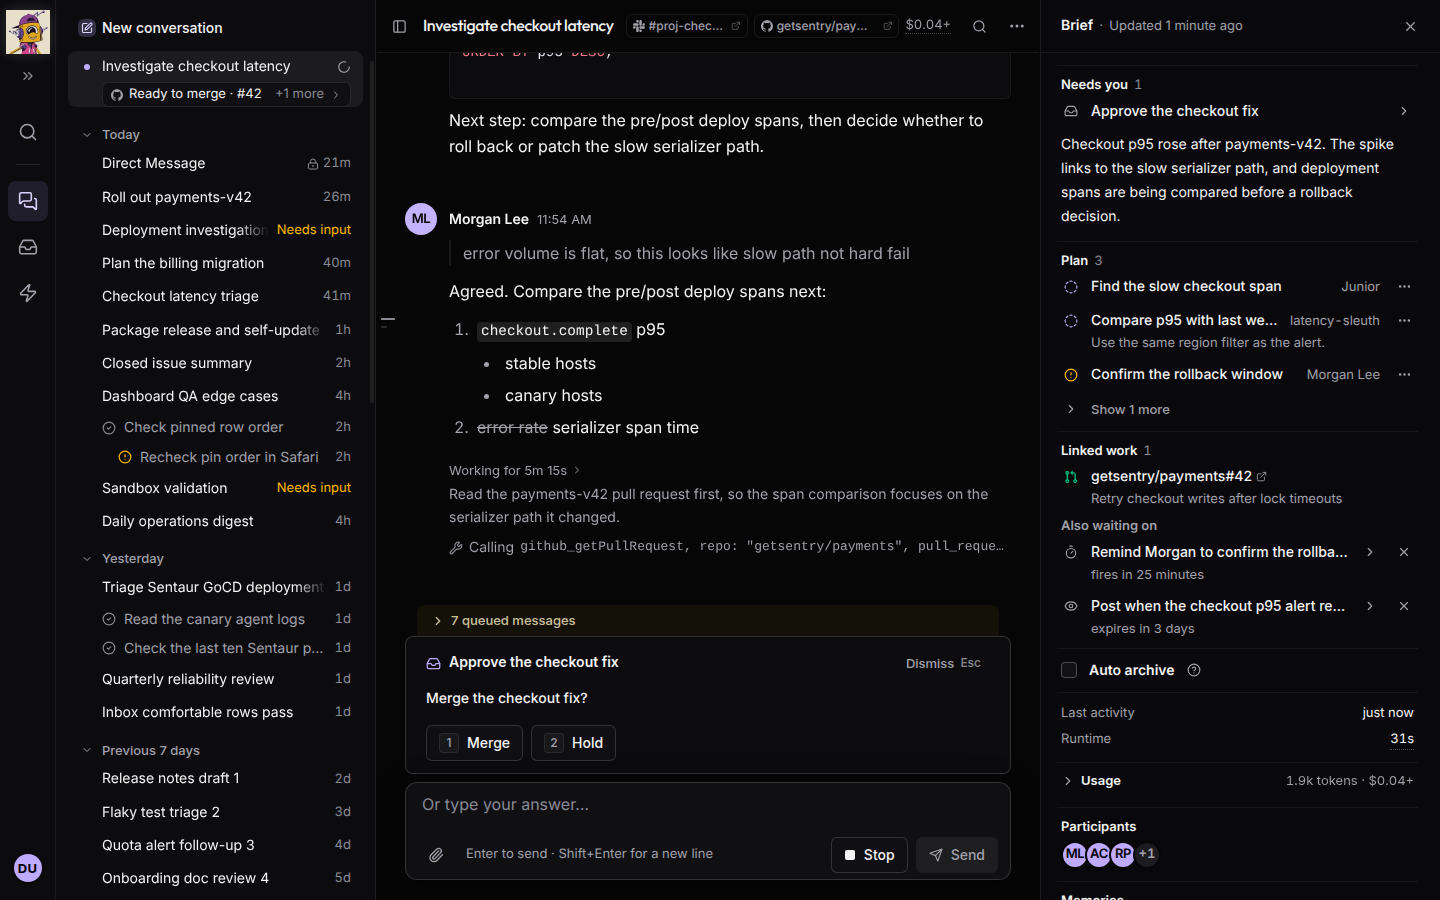 New conversation
Investigate checkout latency
Ready to merge · #42 +1 more
Today
Direct Message 21m
Roll out payments-v42 26m
Deployment investigation Needs input
Plan the billing migration 40m
Checkout latency triage 41m
Package release and self-update 1h
Closed issue summary 2h
Dashboard QA edge cases 4h
Check pinned row order 2h
Recheck pin order in Safari 2h
Sandbox validation Needs input
Daily operations digest 4h
Yesterday
Triage Sentaur GoCD deployment 1d
Read the canary agent logs 1d
Check the last ten Sentaur p... 1d
Quarterly reliability review 1d
Inbox comfortable rows pass 1d
Previous 7 days
Release notes draft 1 2d
Flaky test triage 2 3d
Quota alert follow-up 3 4d
Onboarding doc review 4 5d
DU
Investigate checkout latency #proj-chec... getsentry/pay... $0.04+
ORDER BY p95 DESC;
Next step: compare the pre/post deploy spans, then decide whether to
roll back or patch the slow serializer path.
ML Morgan Lee 11:54 AM
error volume is flat, so this looks like slow path not hard fail
Agreed. Compare the pre/post deploy spans next:
1. checkout.complete p95
• stable hosts
• canary hosts
2. error rate serializer span time
Working for 5m 15s
Read the payments-v42 pull request first, so the span comparison focuses on the
serializer path it changed.
Calling github_getPullRequest, repo: "getsentry/payments", pull_reque…
7 queued messages
Approve the checkout fix Dismiss Esc
Merge the checkout fix?
1 Merge 2 Hold
Or type your answer...
Enter to send · Shift+Enter for a new line Stop Send
Brief · Updated 1 minute ago
Needs you 1
Approve the checkout fix
Checkout p95 rose after payments-v42. The spike
links to the slow serializer path, and deployment
spans are being compared before a rollback
decision.
Plan 3
Find the slow checkout span Junior
Compare p95 with last we... latency-sleuth
Use the same region filter as the alert.
Confirm the rollback window Morgan Lee
Show 1 more
Linked work 1
getsentry/payments#42
Retry checkout writes after lock timeouts
Also waiting on
Remind Morgan to confirm the rollba...
fires in 25 minutes
Post when the checkout p95 alert re...
expires in 3 days
Auto archive
Last activity just now
Runtime 31s
Usage 1.9k tokens · $0.04+
Participants
ML AC RP +1
Memories